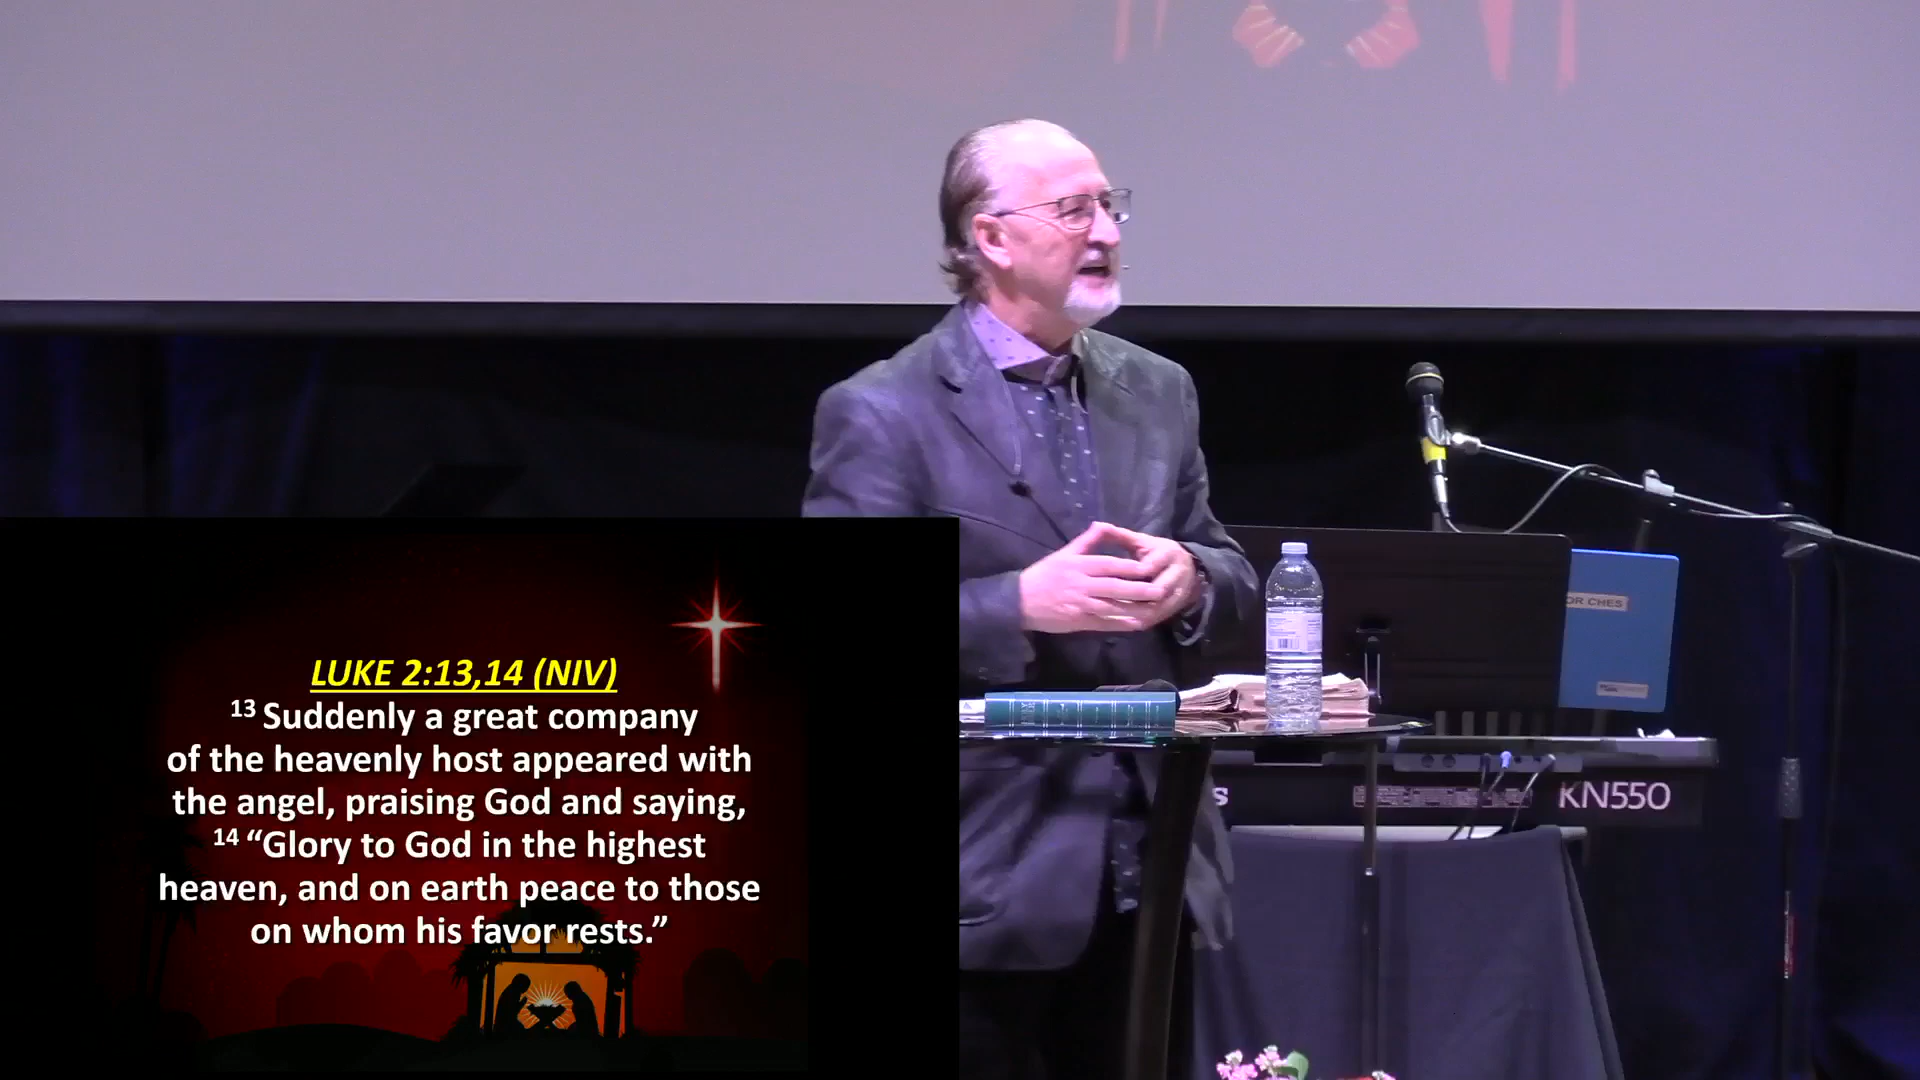 LUKE 2:13,14 (NIV)
13 Suddenly a great company
of the heavenly host appeared with
the angel, praising God and saying,
14 “Glory to God in the highest
heaven, and on earth peace to those
on whom his favor rests.”
OR CHES
S
KN550